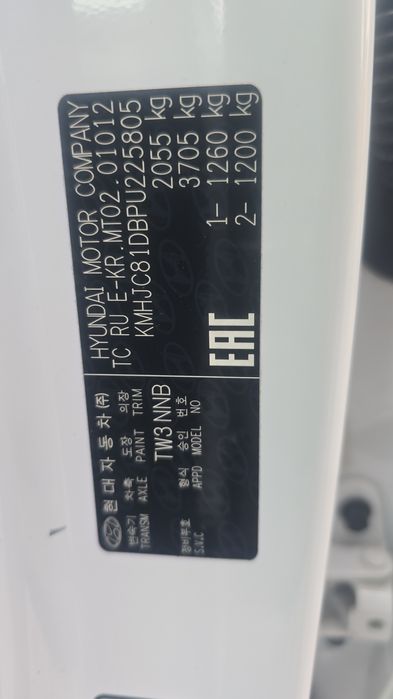 HYUNDAI MOTOR COMPANY
TC RU E-KR.MT02.01012
KMHJC81DBPU225805
2055 kg
3705 kg
1– 1260 kg
2– 1200 kg
EAC
현대자동차(주)
변속기 차축 도장 의장
TRANSM AXLE PAINT TRIM
TW3 NNB
형식 승인 번호
APPD MODEL NO
정비부호
S.V.C